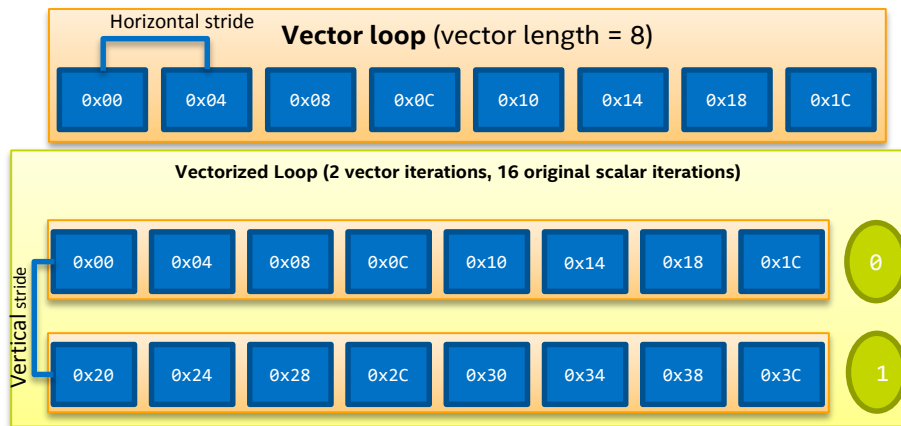 Horizontal stride
Vector loop (vector length = 8)
0x00 0x04 0x08 0x0C 0x10 0x14 0x18 0x1C
Vectorized Loop (2 vector iterations, 16 original scalar iterations)
Vertical stride
0x00 0x04 0x08 0x0C 0x10 0x14 0x18 0x1C 0
0x20 0x24 0x28 0x2C 0x30 0x34 0x38 0x3C 1